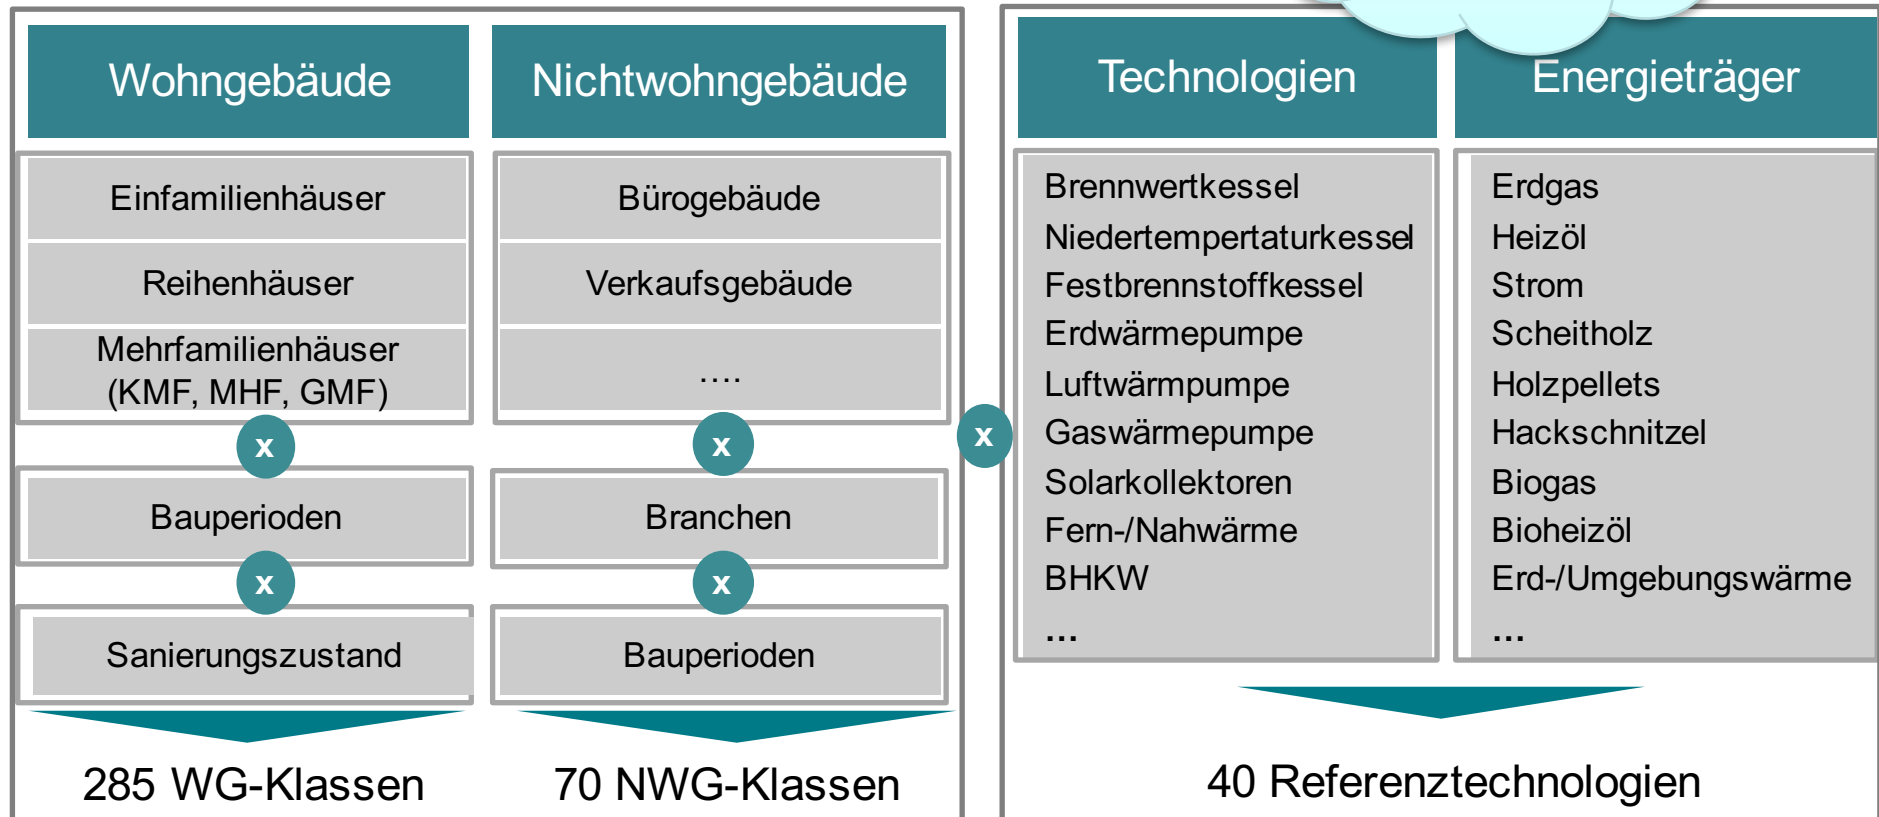 Wohngebäude
Einfamilienhäuser
Reihenhäuser
Mehrfamilienhäuser
(KMF, MHF, GMF)
x
Bauperioden
x
Sanierungszustand
285 WG-Klassen
Nichtwohngebäude
Bürogebäude
Verkaufsgebäude
....
x
Branchen
x
Bauperioden
70 NWG-Klassen
x
Technologien
Brennwertkessel
Niedertempertaturkessel
Festbrennstoffkessel
Erdwärmepumpe
Luftwärmpumpe
Gaswärmepumpe
Solarkollektoren
Fern-/Nahwärme
BHKW
...
Energieträger
Erdgas
Heizöl
Strom
Scheitholz
Holzpellets
Hackschnitzel
Biogas
Bioheizöl
Erd-/Umgebungswärme
...
40 Referenztechnologien